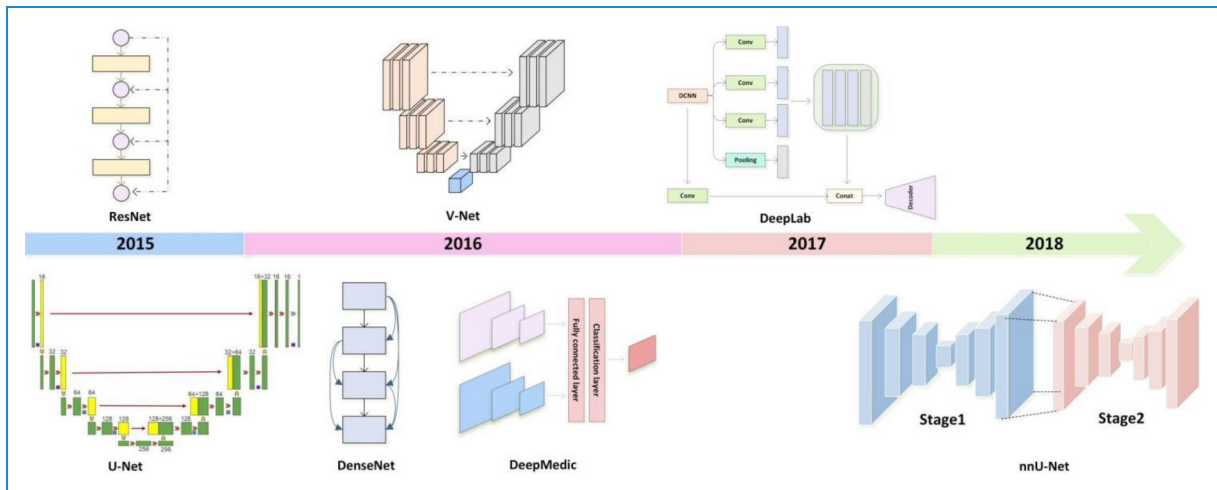 Conv
Conv
DCNN
Conv
Pooling
Conv
Conat
Decoder
ResNet
V-Net
DeepLab
2015
2016
2017
2018
16
16+32 16 16 1
32 32
32+64 32
64 64
64+128 64
128 128 128+256 128
256 256
Fully connected layer
Classification layer
Stage1
Stage2
U-Net
DenseNet
DeepMedic
nnU-Net